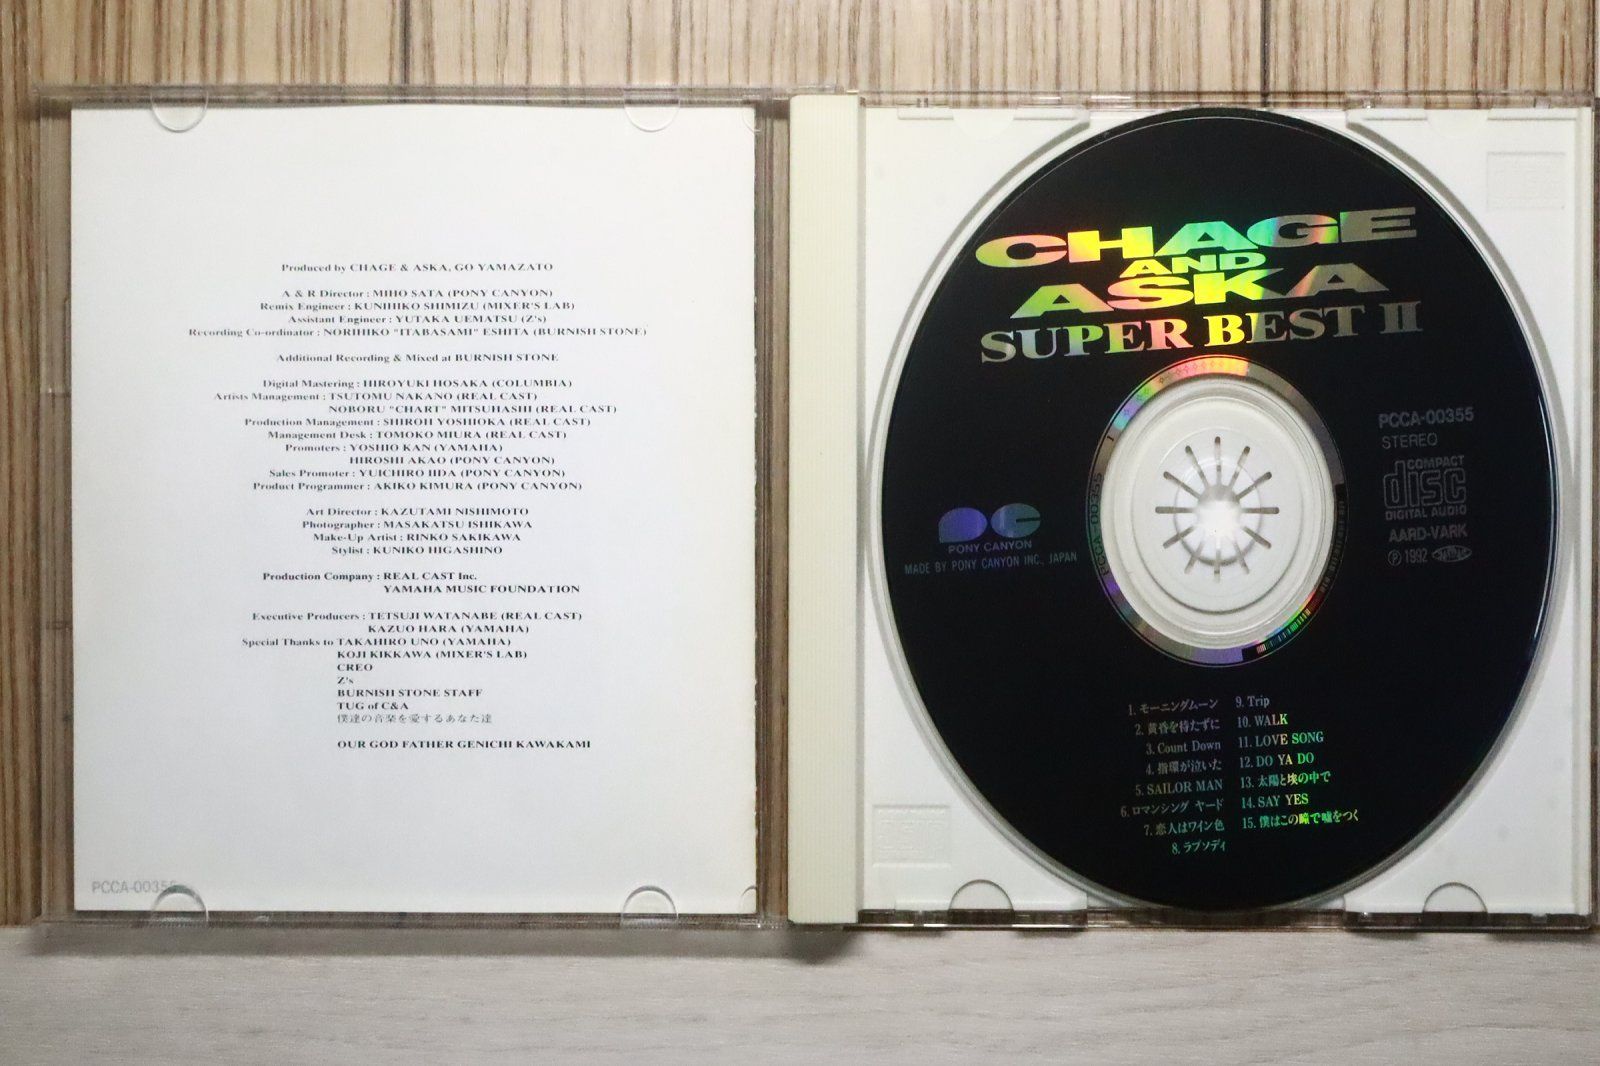 Produced by CHAGE & ASKA, GO YAMAZATO
A & R Director : MIHO SATA (PONY CANYON)
Remix Engineer : KUNIHIKO SHIMIZU (MIXER'S LAB)
Assistant Engineer : YUTAKA UEMATSU (Z's)
Recording Co-ordinator : NORIHIKO "ITABASAMI" ESHITA (BURNISH STONE)
Additional Recording & Mixed at BURNISH STONE
Digital Mastering : HIROYUKI HOSAKA (COLUMBIA)
Artists Management : TSUTOMU NAKANO (REAL CAST)
NOBORU "CHART" MITSUHASHI (REAL CAST)
Production Management : SHIROH YOSHIOKA (REAL CAST)
Management Desk : TOMOKO MIURA (REAL CAST)
Promoters : YOSHIO KAN (YAMAHA)
HIROSHI AKAO (PONY CANYON)
Sales Promoter : YUICHIRO IIDA (PONY CANYON)
Product Programmer : AKIKO KIMURA (PONY CANYON)
Art Director : KAZUTAMI NISHIMOTO
Photographer : MASAKATSU ISHIKAWA
Make-Up Artist : RINKO SAKIKAWA
Stylist : KUNIKO HIGASHINO
Production Company : REAL CAST Inc.
YAMAHA MUSIC FOUNDATION
Executive Producers : TETSUJI WATANABE (REAL CAST)
KAZUO HARA (YAMAHA)
Special Thanks to TAKAHIRO UNO (YAMAHA)
KOJI KIKKAWA (MIXER'S LAB)
CREO
Z's
BURNISH STONE STAFF
TUG of C&A
僕達の音楽を愛するあなた達
OUR GOD FATHER GENICHI KAWAKAMI
PCCA-00355
CHAGE
AND
ASKA
SUPER BEST II
PCCA-00355
STEREO
COMPACT
disc
DIGITAL AUDIO
AARD-VARK
Ⓟ 1992
PONY CANYON
MADE BY PONY CANYON INC., JAPAN
PCCA-00355 1
1. モーニングムーン
2. 黄昏を待たずに
3. Count Down
4. 指環が泣いた
5. SAILOR MAN
6. ロマンシング ヤード
7. 恋人はワイン色
8. ラプソディ
9. Trip
10. WALK
11. LOVE SONG
12. DO YA DO
13. 太陽と埃の中で
14. SAY YES
15. 僕はこの瞳で嘘をつく